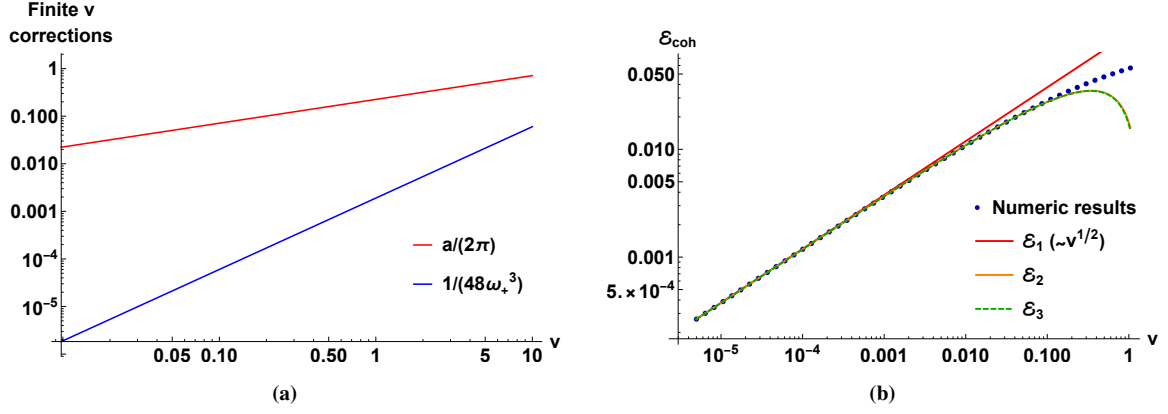 Finite v
corrections
1
0.100
0.010
0.001
10⁻⁴
10⁻⁵
0.05 0.10 0.50 1 5 10 v
a/(2π)
1/(48ω₊³)
(a)
ℰcoh
0.050
0.010
0.005
0.001
5.×10⁻⁴
10⁻⁵ 10⁻⁴ 0.001 0.010 0.100 1 v
Numeric results
ℰ₁ (~v^1/2)
ℰ₂
ℰ₃
(b)